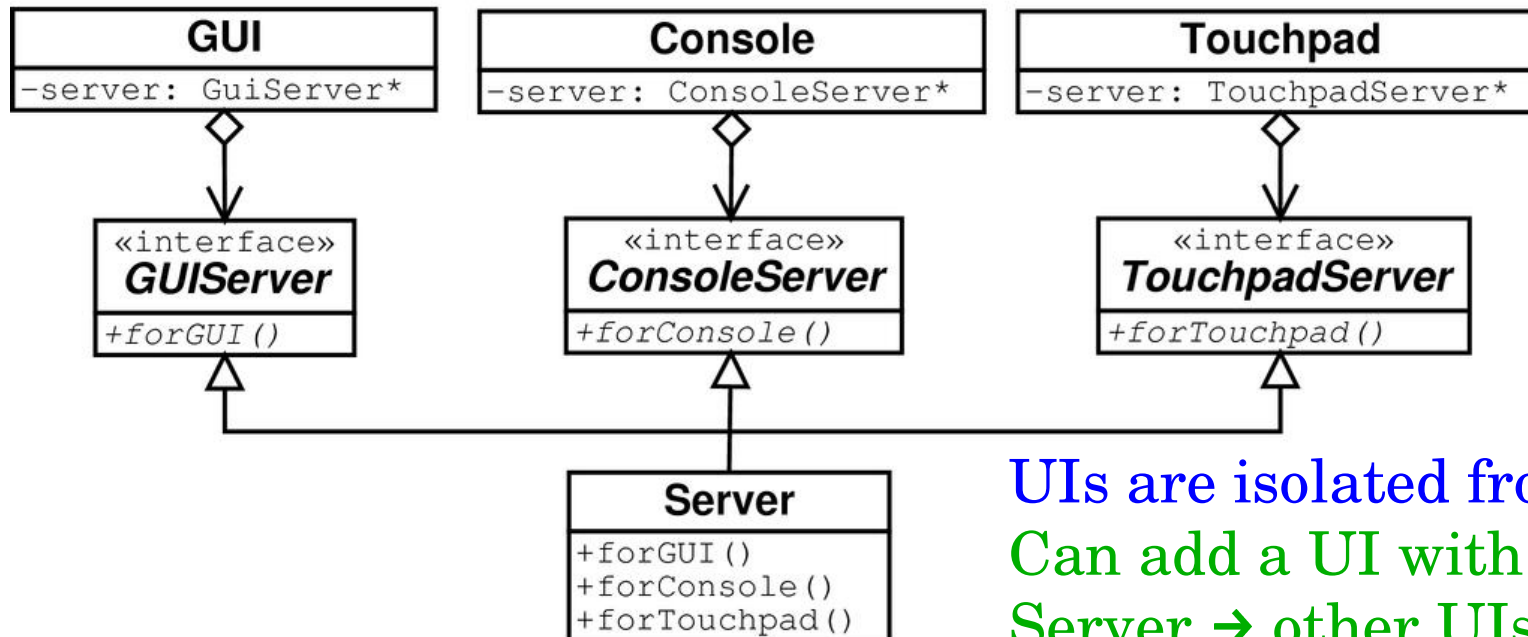 GUI
-server: GuiServer*
Console
-server: ConsoleServer*
Touchpad
-server: TouchpadServer*
«interface»
GUIServer
+forGUI()
«interface»
ConsoleServer
+forConsole()
«interface»
TouchpadServer
+forTouchpad()
Server
+forGUI()
+forConsole()
+forTouchpad()
UIs are isolated
Can add a UI with
Server → other UIs